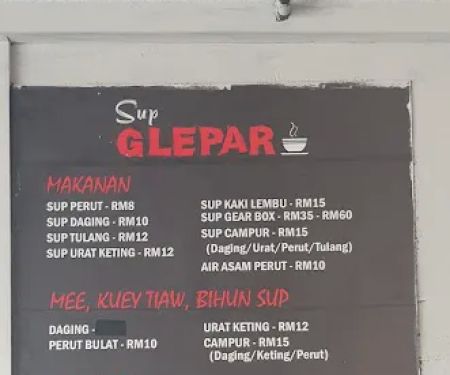 Sup
GLEPAR
MAKANAN
SUP PERUT - RM8
SUP DAGING - RM10
SUP TULANG - RM12
SUP URAT KETING - RM12
SUP KAKI LEMBU - RM15
SUP GEAR BOX - RM35 - RM60
SUP CAMPUR - RM15
(Daging/Urat/Perut/Tulang)
AIR ASAM PERUT - RM10
MEE, KUEY TIAW, BIHUN SUP
DAGING -
PERUT BULAT - RM10
URAT KETING - RM12
CAMPUR - RM15
(Daging/Keting/Perut)